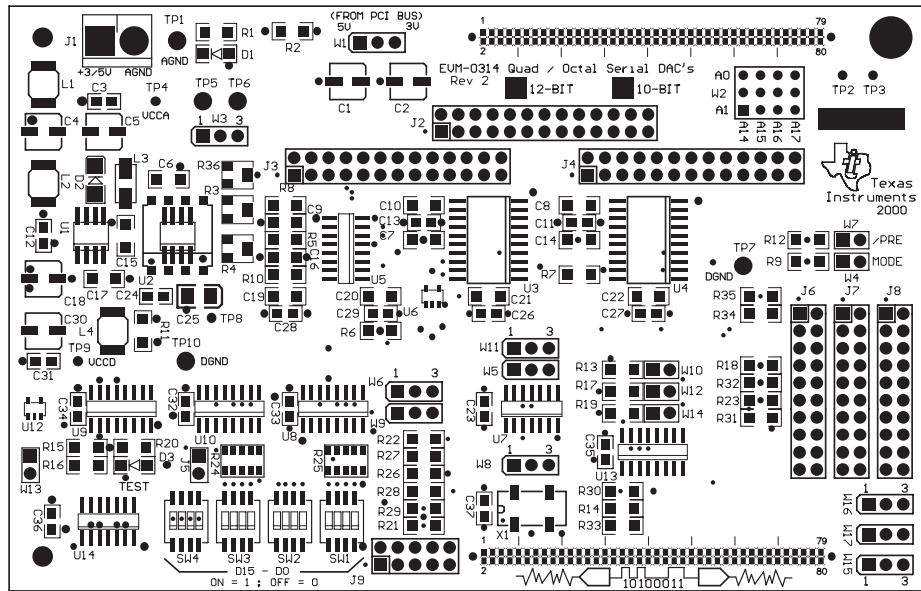 (FROM PCI BUS)
5V 3V
W1
1 79
2 80
J1
+3/5V AGND
TP1
AGND
R1
D1
R2
EVM-0314 Quad / Octal Serial DAC's
Rev 2
12-BIT 10-BIT
A0
W2
A1
A14 A15 A16 A17
TP2 TP3
L1
C3
TP4
VCCA
TP5 TP6
C1 C2
C4 C5
1 W3 3
J2
L2
D2
L3
C6
R36
J3
R8
J4
Texas
Instruments
2000
R3
C9
C10
C13
C7
C8
C11
C14
C12
U1
C15
R4
R5
C16
R10
R7
R12
W7
/PRE
R9
W4
MODE
TP7
DGND
C18
C17
C24
U2
C19
U5
C20
U3
C21
U4
C22
R35
J6 J7 J8
C30
L4
R11
C25
TP8
C28
C29
U6
R6
C26
C27
R34
TP9
VCCD
TP10
DGND
C31
W11
1 3
W5
R13
W10
R18
R17
W12
R32
R19
W14
R23
R31
U12
C34
U9
C32
U10
C33
U8
W6
1 3
W9
C23
U7
C35
U13
R15
R16
R20
D3
TEST
J5
R24
R25
R22
R27
R26
R28
R29
R21
W8
1 3
W13
C36
U14
SW4 SW3 SW2 SW1
D15 - D0
ON = 1 ; OFF = 0
J9
C37
X1
R30
R14
R33
1 79
2 80
10100011
1 3
W16
W17
W15
1 3